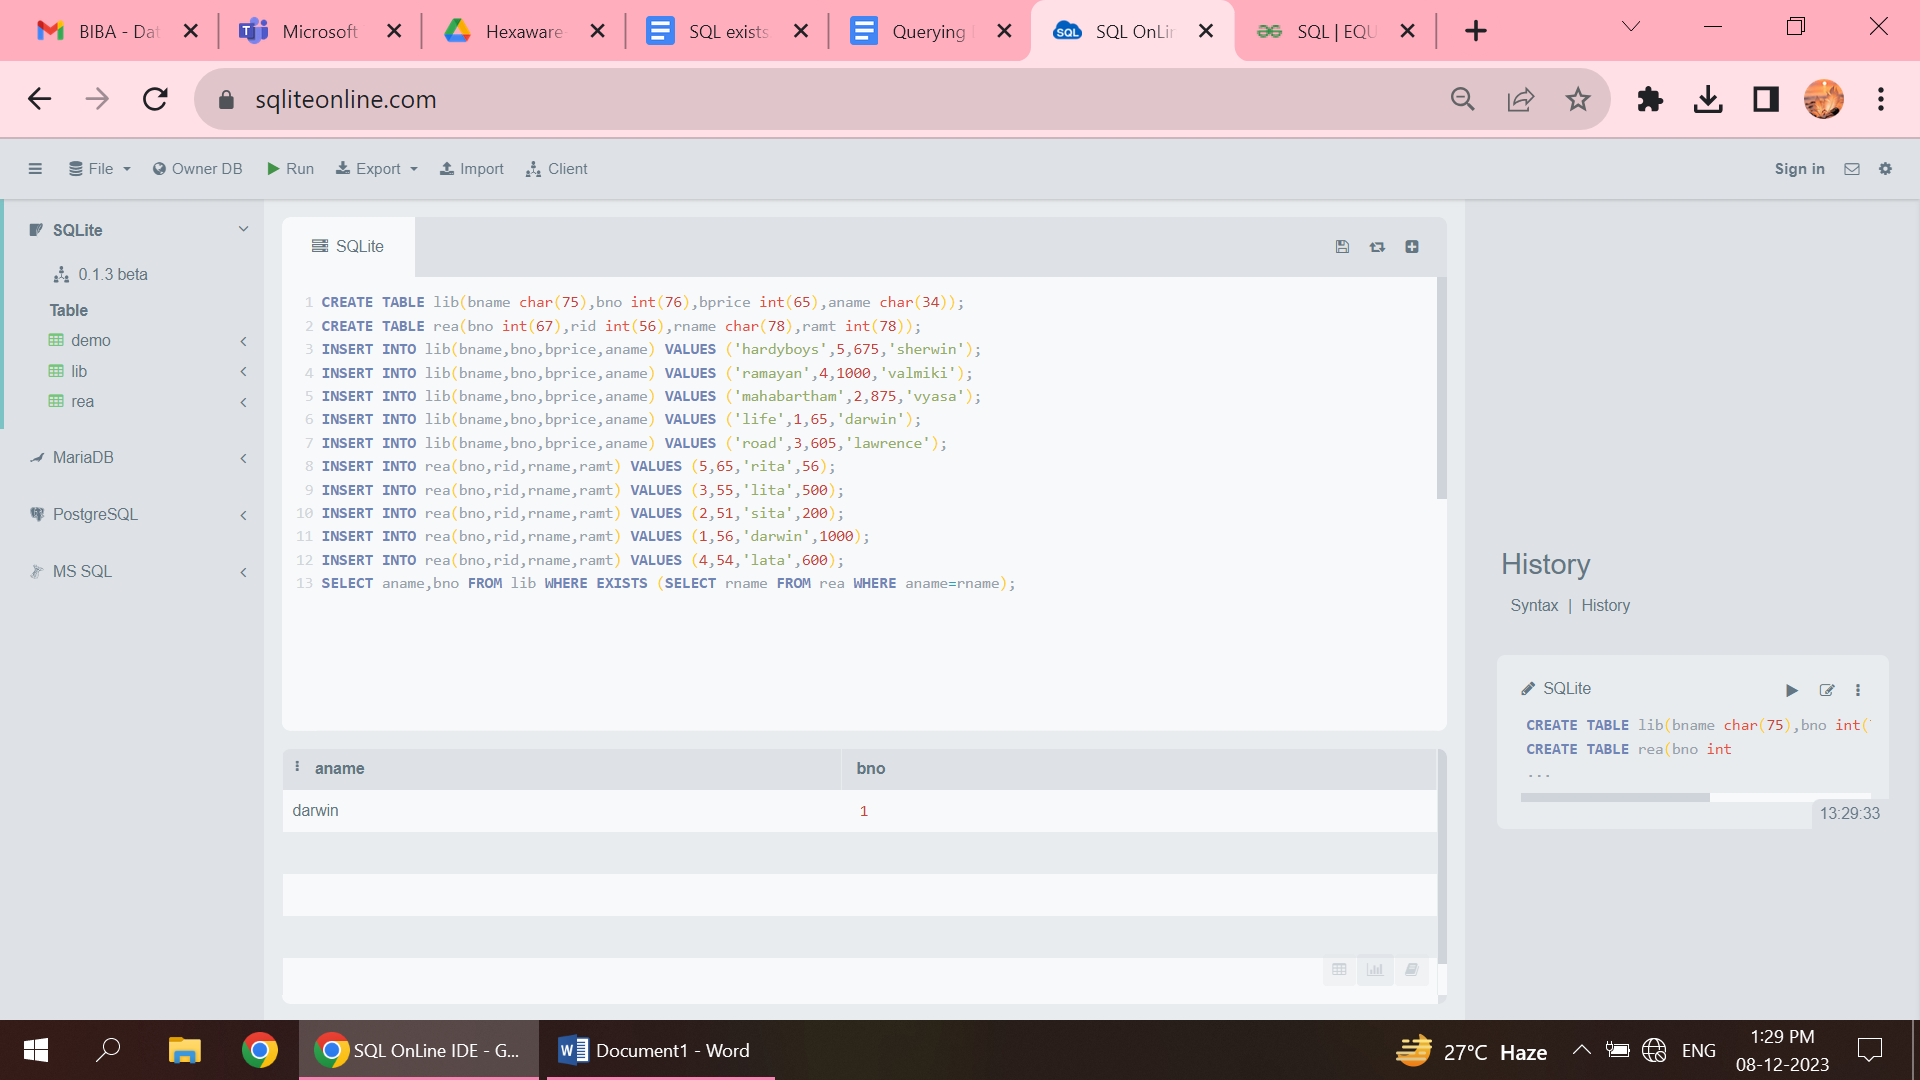 BIBA - Dat
Microsoft
Hexaware-
SQL exists
Querying
SQL OnLin
SQL | EQU
sqliteonline.com
File
Owner DB
Run
Export
Import
Client
Sign in
SQLite
0.1.3 beta
Table
demo
lib
rea
MariaDB
PostgreSQL
MS SQL
SQLite
1 CREATE TABLE lib(bname char(75),bno int(76),bprice int(65),aname char(34));
2 CREATE TABLE rea(bno int(67),rid int(56),rname char(78),ramt int(78));
3 INSERT INTO lib(bname,bno,bprice,aname) VALUES ('hardyboys',5,675,'sherwin');
4 INSERT INTO lib(bname,bno,bprice,aname) VALUES ('ramayan',4,1000,'valmiki');
5 INSERT INTO lib(bname,bno,bprice,aname) VALUES ('mahabartham',2,875,'vyasa');
6 INSERT INTO lib(bname,bno,bprice,aname) VALUES ('life',1,65,'darwin');
7 INSERT INTO lib(bname,bno,bprice,aname) VALUES ('road',3,605,'lawrence');
8 INSERT INTO rea(bno,rid,rname,ramt) VALUES (5,65,'rita',56);
9 INSERT INTO rea(bno,rid,rname,ramt) VALUES (3,55,'lita',500);
10 INSERT INTO rea(bno,rid,rname,ramt) VALUES (2,51,'sita',200);
11 INSERT INTO rea(bno,rid,rname,ramt) VALUES (1,56,'darwin',1000);
12 INSERT INTO rea(bno,rid,rname,ramt) VALUES (4,54,'lata',600);
13 SELECT aname,bno FROM lib WHERE EXISTS (SELECT rname FROM rea WHERE aname=rname);
aname bno
darwin 1
History
Syntax | History
SQLite
CREATE TABLE lib(bname char(75),bno int(
CREATE TABLE rea(bno int
...
13:29:33
SQL OnLine IDE - G...
Document1 - Word
27°C Haze
ENG
1:29 PM
08-12-2023